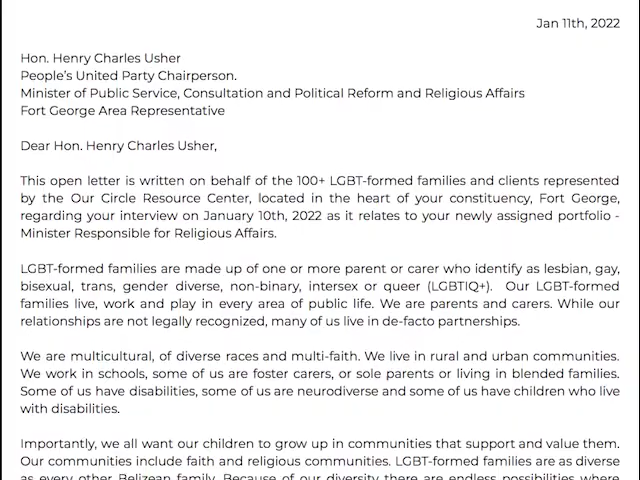 Jan 11th, 2022
Hon. Henry Charles Usher
People's United Party Chairperson.
Minister of Public Service, Consultation and Political Reform and Religious Affairs
Fort George Area Representative
Dear Hon. Henry Charles Usher,
This open letter is written on behalf of the 100+ LGBT-formed families and clients represented
by the Our Circle Resource Center, located in the heart of your constituency, Fort George,
regarding your interview on January 10th, 2022 as it relates to your newly assigned portfolio -
Minister Responsible for Religious Affairs.
LGBT-formed families are made up of one or more parent or carer who identify as lesbian, gay,
bisexual, trans, gender diverse, non-binary, intersex or queer (LGBTIQ+). Our LGBT-formed
families live, work and play in every area of public life. We are parents and carers. While our
relationships are not legally recognized, many of us live in de-facto partnerships.
We are multicultural, of diverse races and multi-faith. We live in rural and urban communities.
We work in schools, some of us are foster carers, or sole parents or living in blended families.
Some of us have disabilities, some of us are neurodiverse and some of us have children who live
with disabilities.
Importantly, we all want our children to grow up in communities that support and value them.
Our communities include faith and religious communities. LGBT-formed families are as diverse
as every other Belizean family. Because of our diversity there are endless possibilities where